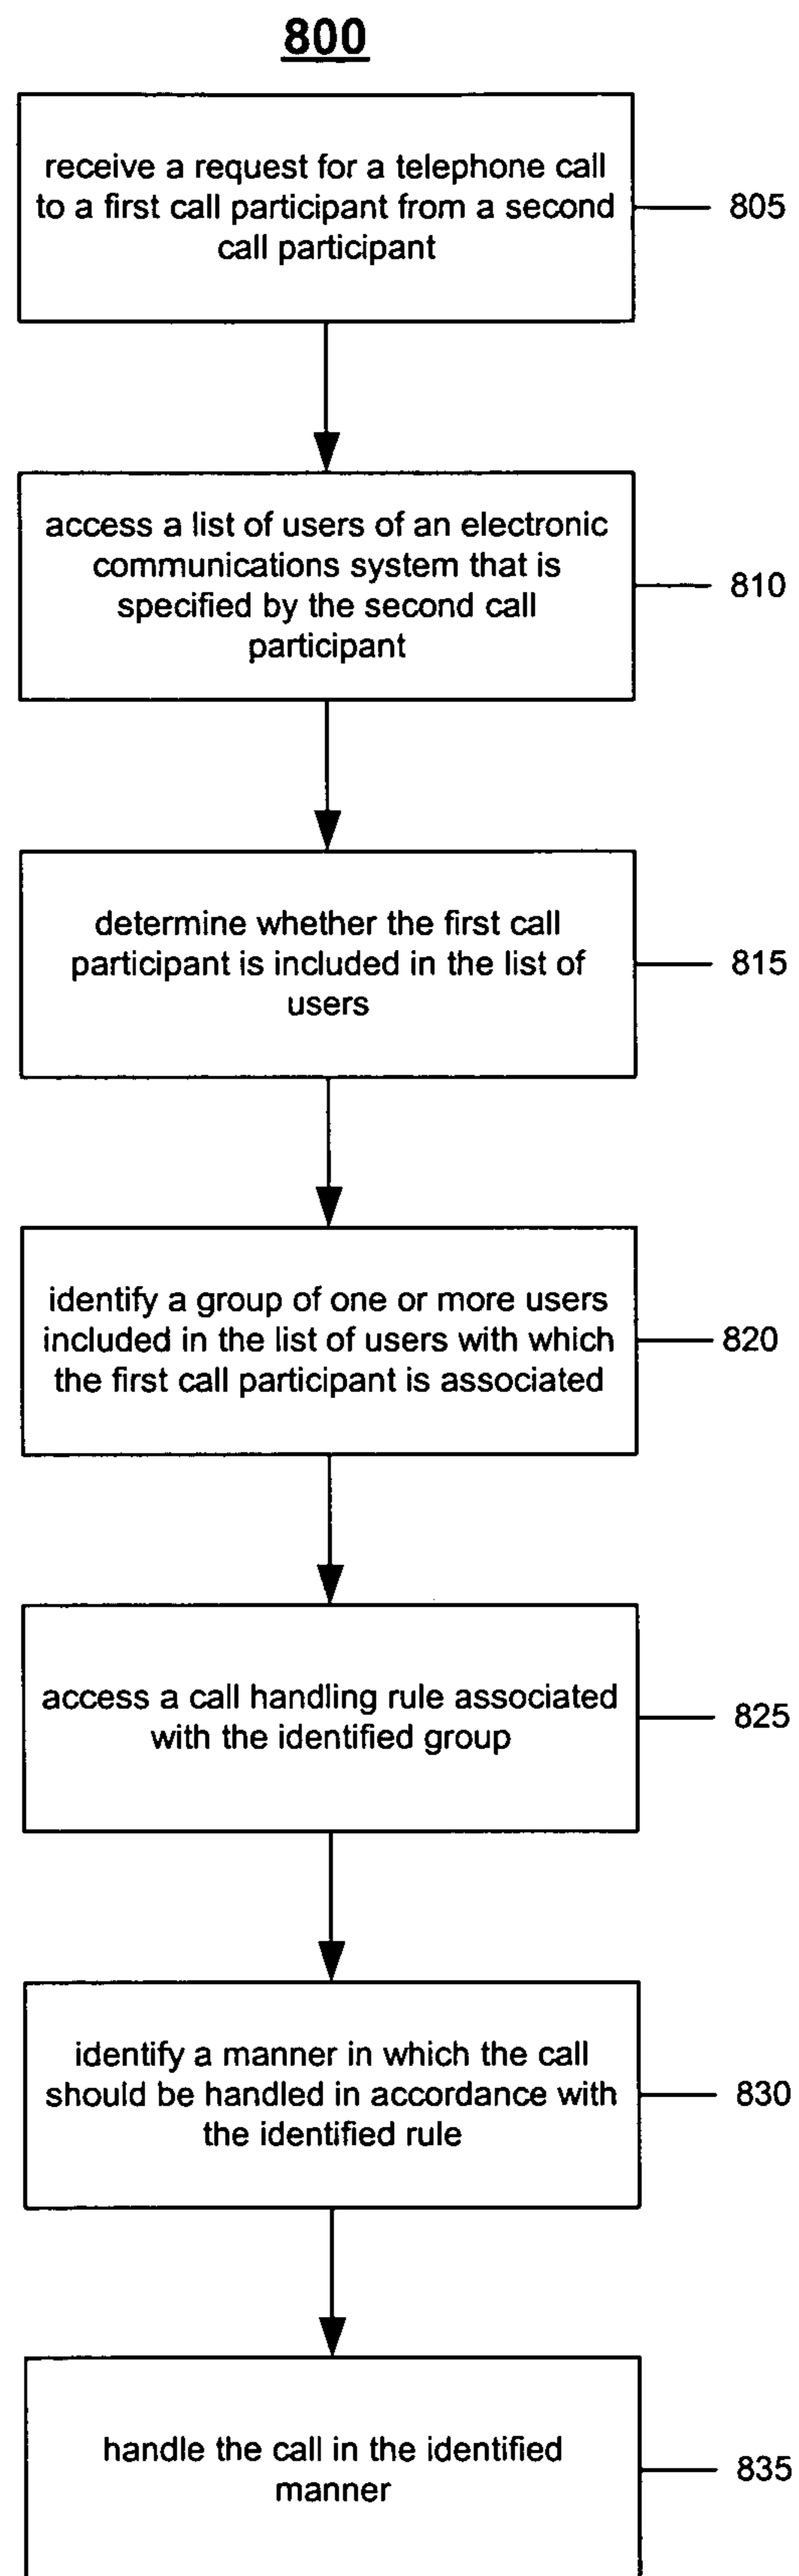 800
receive a request for a telephone call
to a first call participant from a second
call participant
805
access a list of users of an electronic
communications system that is
specified by the second call
participant
810
determine whether the first call
participant is included in the list of
users
815
identify a group of one or more users
included in the list of users with which
the first call participant is associated
820
access a call handling rule associated
with the identified group
825
identify a manner in which the call
should be handled in accordance with
the identified rule
830
handle the call in the identified
manner
835